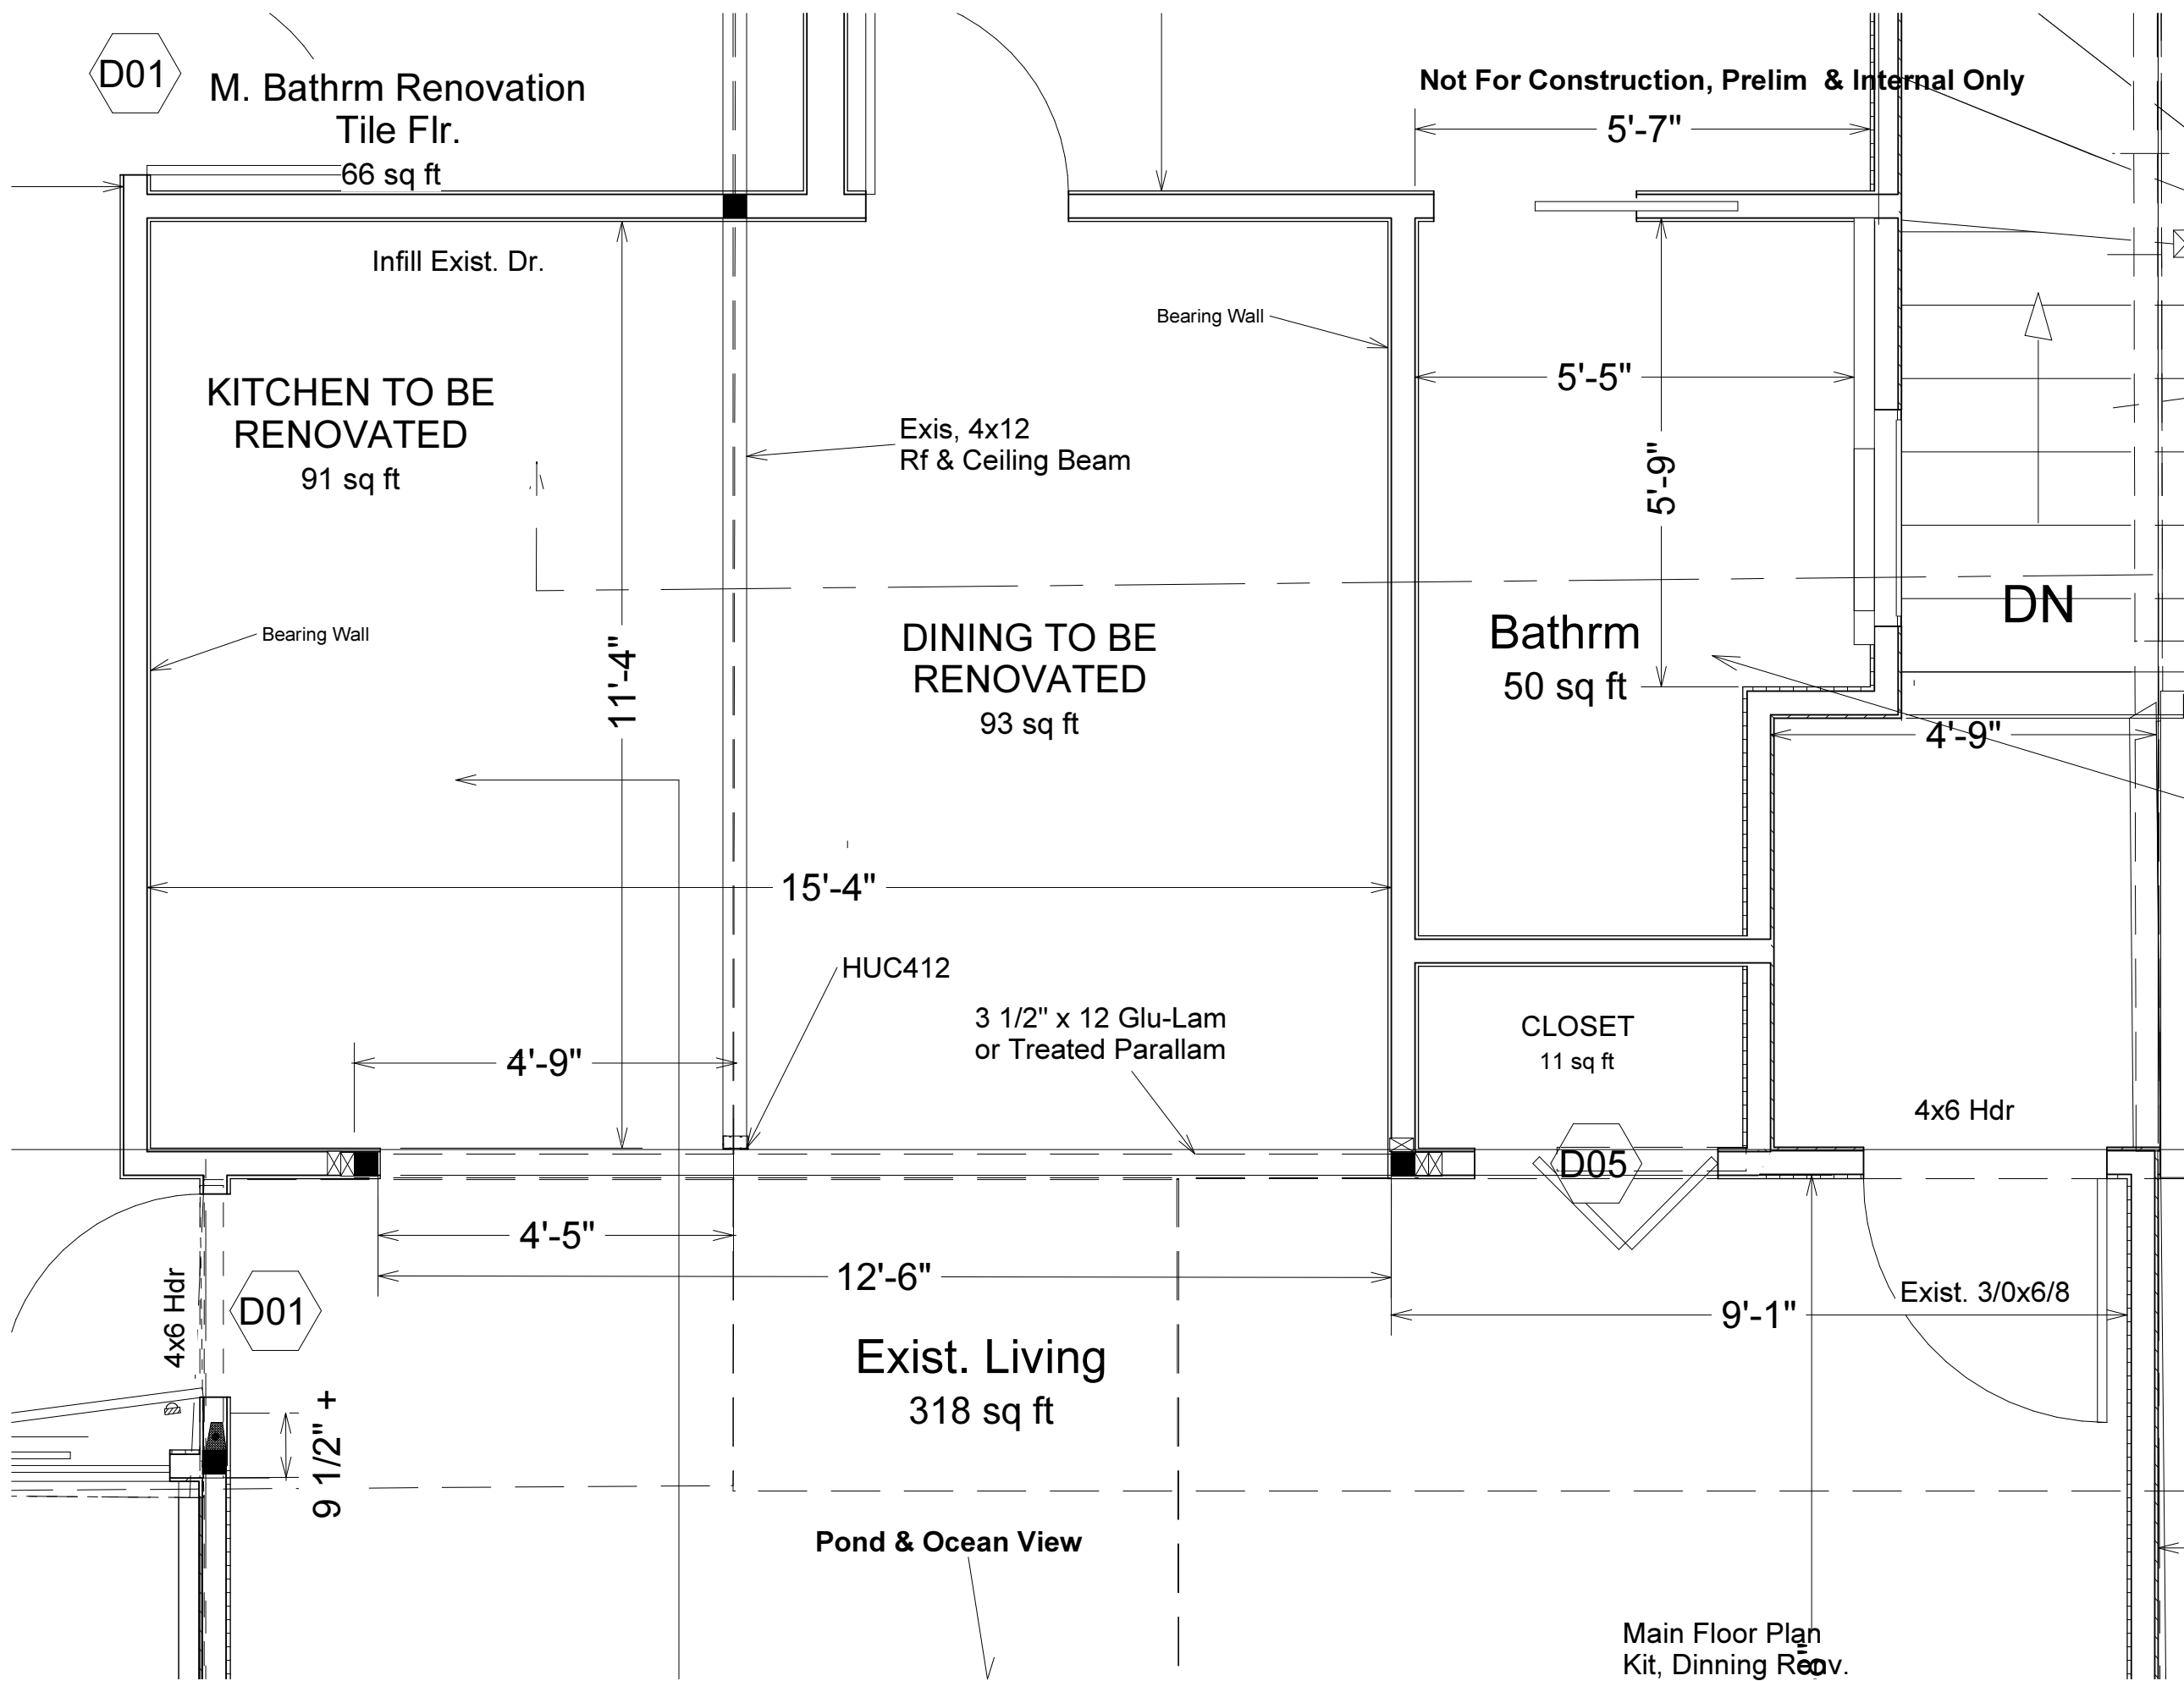 D01
M. Bathrm Renovation
Tile Flr.
66 sq ft
Not For Construction, Prelim & Internal Only
5'-7"
Infill Exist. Dr.
Bearing Wall
KITCHEN TO BE
RENOVATED
91 sq ft
5'-5"
Exis, 4x12
Rf & Ceiling Beam
5'-9"
Bearing Wall
11'-4"
DINING TO BE
RENOVATED
93 sq ft
Bathrm
50 sq ft
DN
4'-9"
15'-4"
HUC412
3 1/2" x 12 Glu-Lam
or Treated Parallam
4'-9"
CLOSET
11 sq ft
4x6 Hdr
D05
4'-5"
12'-6"
4x6 Hdr
D01
Exist. 3/0x6/8
9'-1"
Exist. Living
318 sq ft
9 1/2" +
Pond & Ocean View
Main Floor Plan
Kit, Dinning Renv.